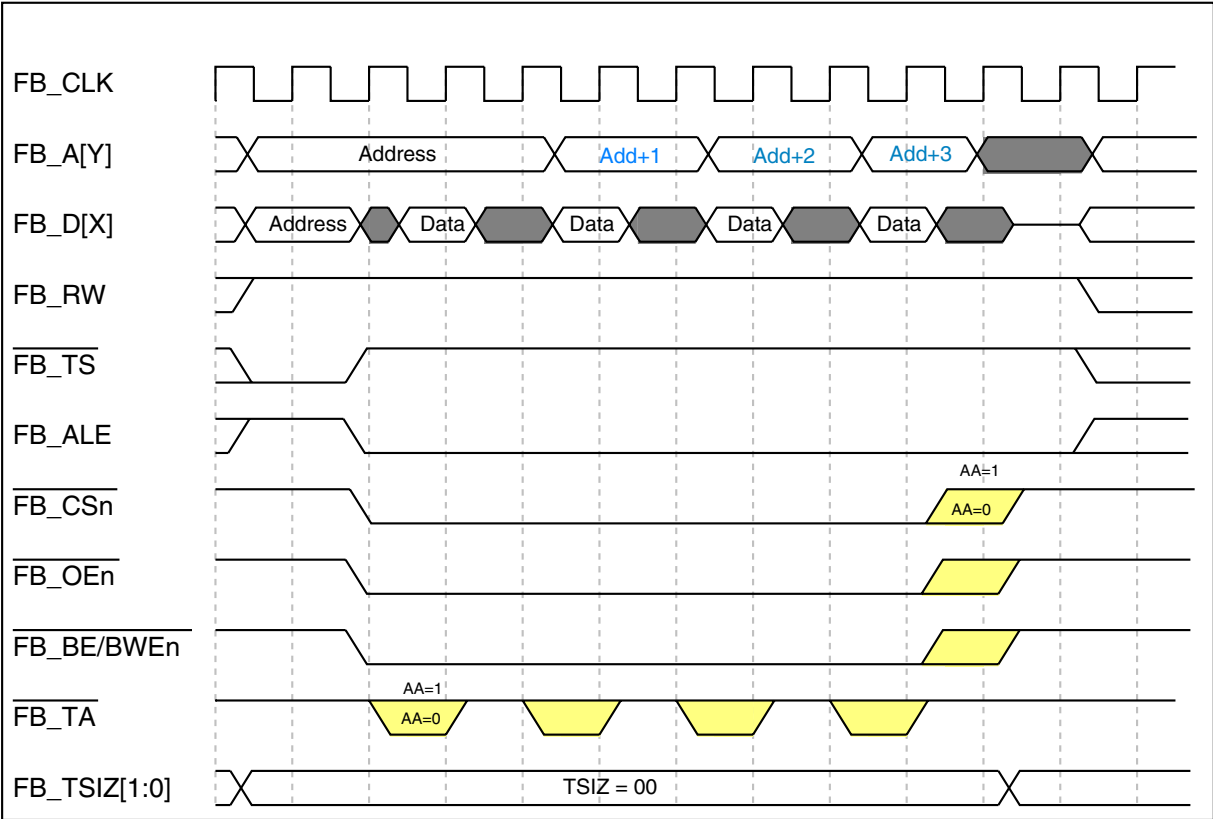 FB_CLK
FB_A[Y] Address Add+1 Add+2 Add+3
FB_D[X] Address Data Data Data Data
FB_RW
FB_TS
FB_ALE
AA=1
FB_CSn AA=0
FB_OEn
FB_BE/BWEn
AA=1
FB_TA AA=0
FB_TSIZ[1:0] TSIZ = 00